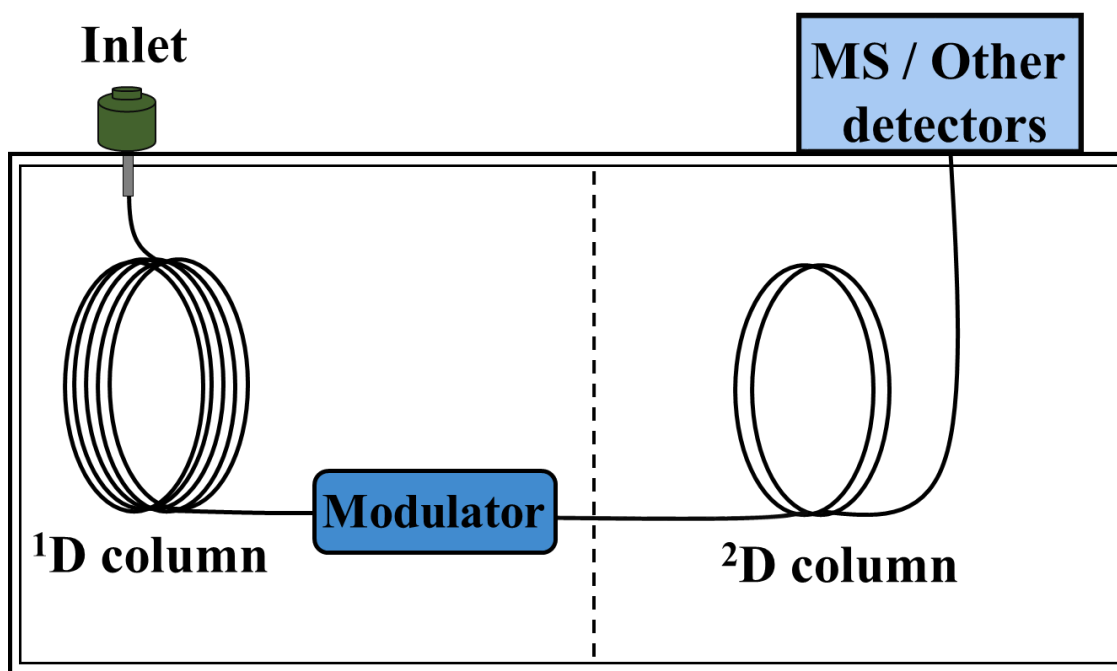 Inlet
MS / Other
detectors
Modulator
¹D column
²D column